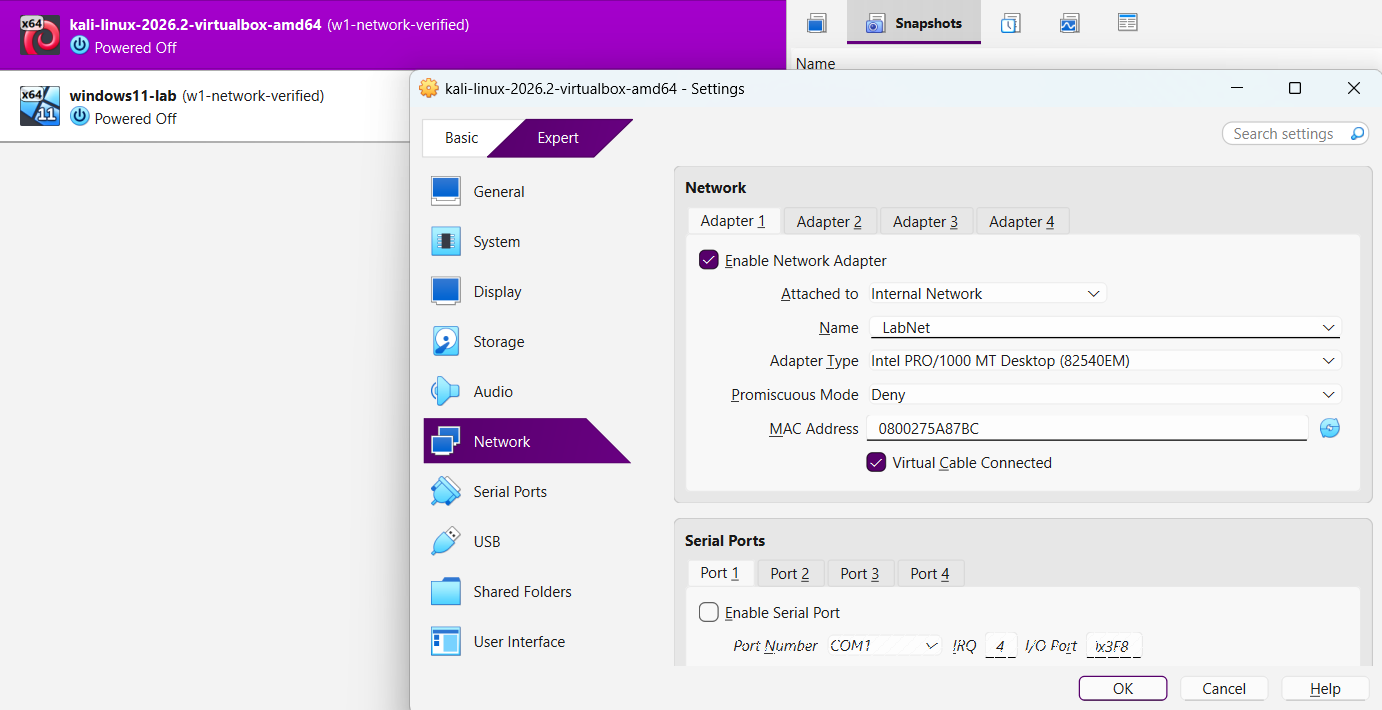 x64 kali-linux-2026.2-virtualbox-amd64 (w1-network-verified)
Powered Off
x64 11 windows11-lab (w1-network-verified)
Powered Off
Snapshots
Name
kali-linux-2026.2-virtualbox-amd64 - Settings
Basic Expert
Search settings
General
System
Display
Storage
Audio
Network
Serial Ports
USB
Shared Folders
User Interface
Network
Adapter 1 Adapter 2 Adapter 3 Adapter 4
Enable Network Adapter
Attached to Internal Network
Name LabNet
Adapter Type Intel PRO/1000 MT Desktop (82540EM)
Promiscuous Mode Deny
MAC Address 0800275A87BC
Virtual Cable Connected
Serial Ports
Port 1 Port 2 Port 3 Port 4
Enable Serial Port
Port Number COM1 IRQ 4 I/O Port 0x3F8
OK Cancel Help